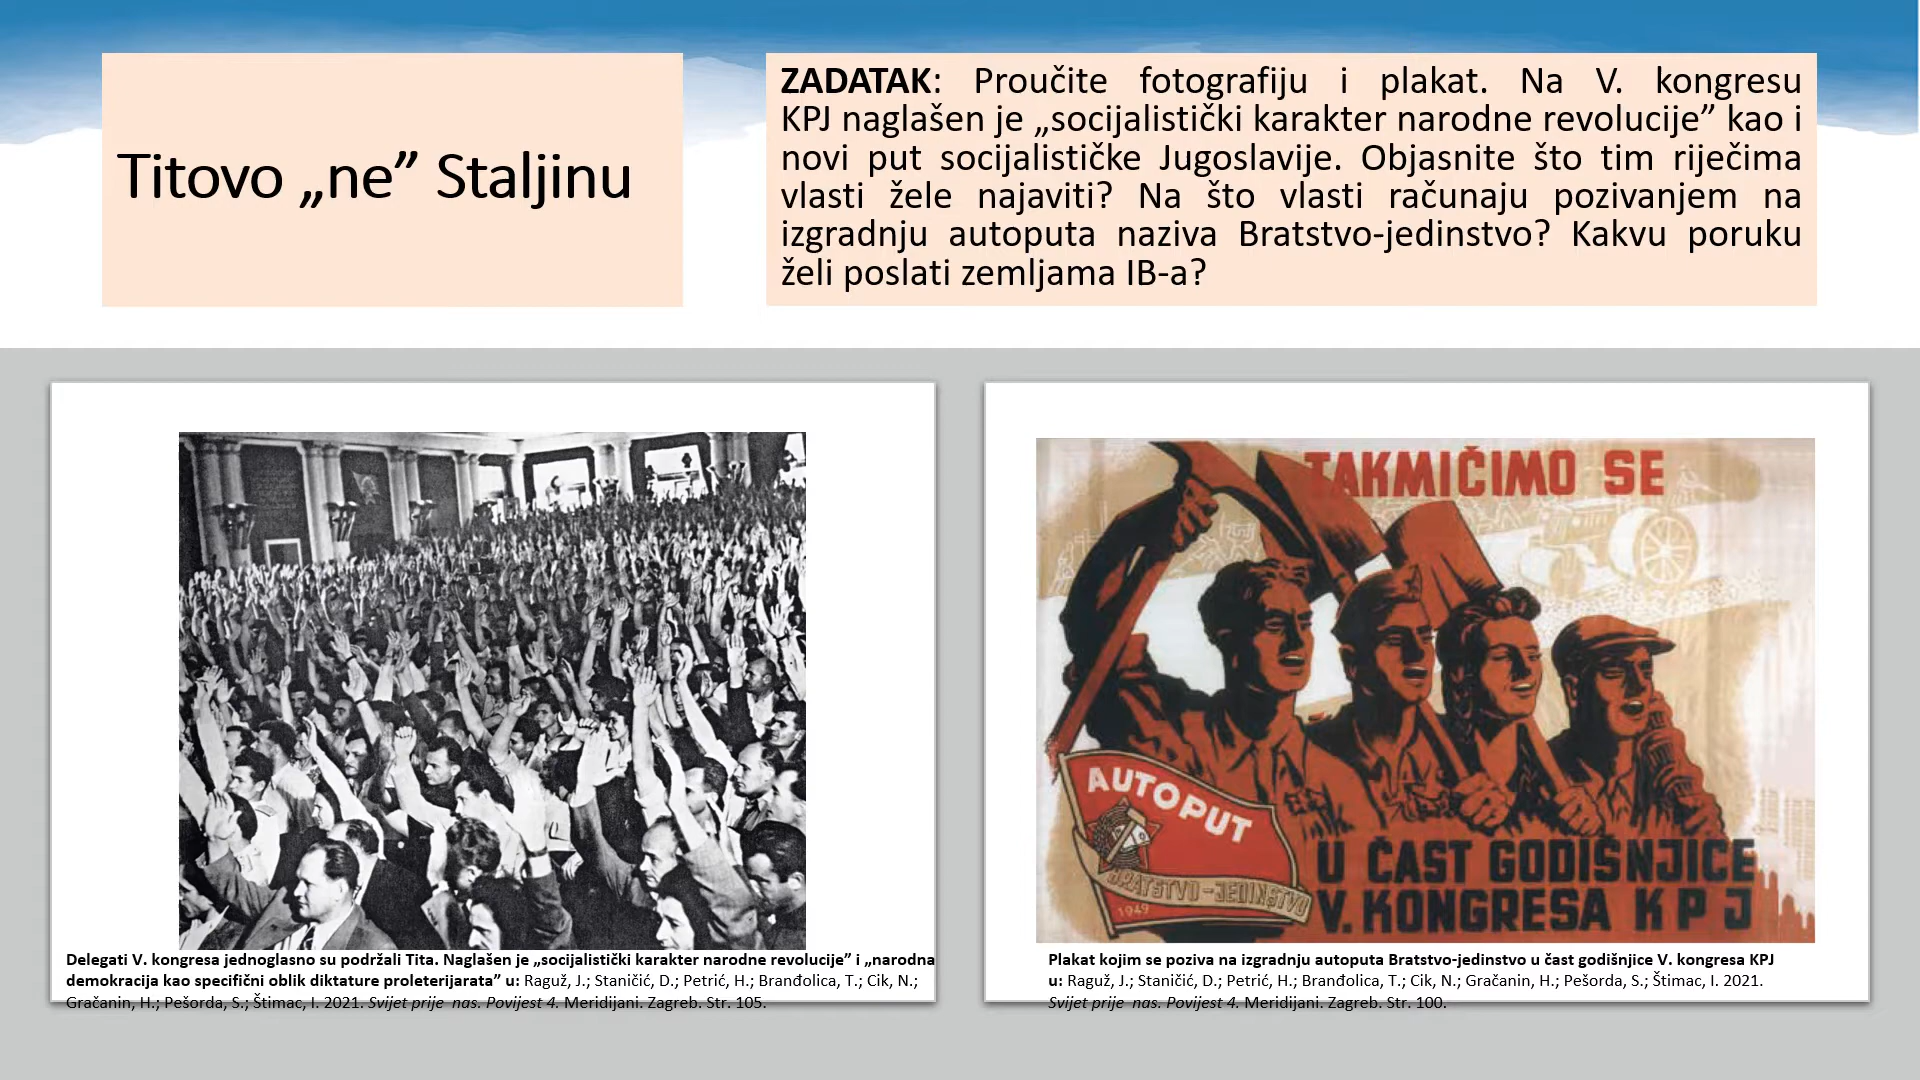 Titovo „ne” Staljinu
ZADATAK: Proučite fotografiju i plakat. Na V. kongresu
KPJ naglašen je „socijalistički karakter narodne revolucije” kao i
novi put socijalističke Jugoslavije. Objasnite što tim riječima
vlasti žele najaviti? Na što vlasti računaju pozivanjem na
izgradnju autoputa naziva Bratstvo-jedinstvo? Kakvu poruku
želi poslati zemljama IB-a?
Delegati V. kongresa jednoglasno su podržali Tita. Naglašen je „socijalistički karakter narodne revolucije” i „narodna
demokracija kao specifični oblik diktature proleterijarata” u: Raguž, J.; Staničić, D.; Petrić, H.; Branđolica, T.; Cik, N.;
Gračanin, H.; Pešorda, S.; Štimac, I. 2021. Svijet prije nas. Povijest 4. Meridijani. Zagreb. Str. 105.
TAKMIČIMO SE
AUTOPUT
BRATSTVO-JEDINSTVO
1949
U ČAST GODIŠNJICE
V. KONGRESA KPJ
Plakat kojim se poziva na izgradnju autoputa Bratstvo-jedinstvo u čast godišnjice V. kongresa KPJ
u: Raguž, J.; Staničić, D.; Petrić, H.; Branđolica, T.; Cik, N.; Gračanin, H.; Pešorda, S.; Štimac, I. 2021.
Svijet prije nas. Povijest 4. Meridijani. Zagreb. Str. 100.